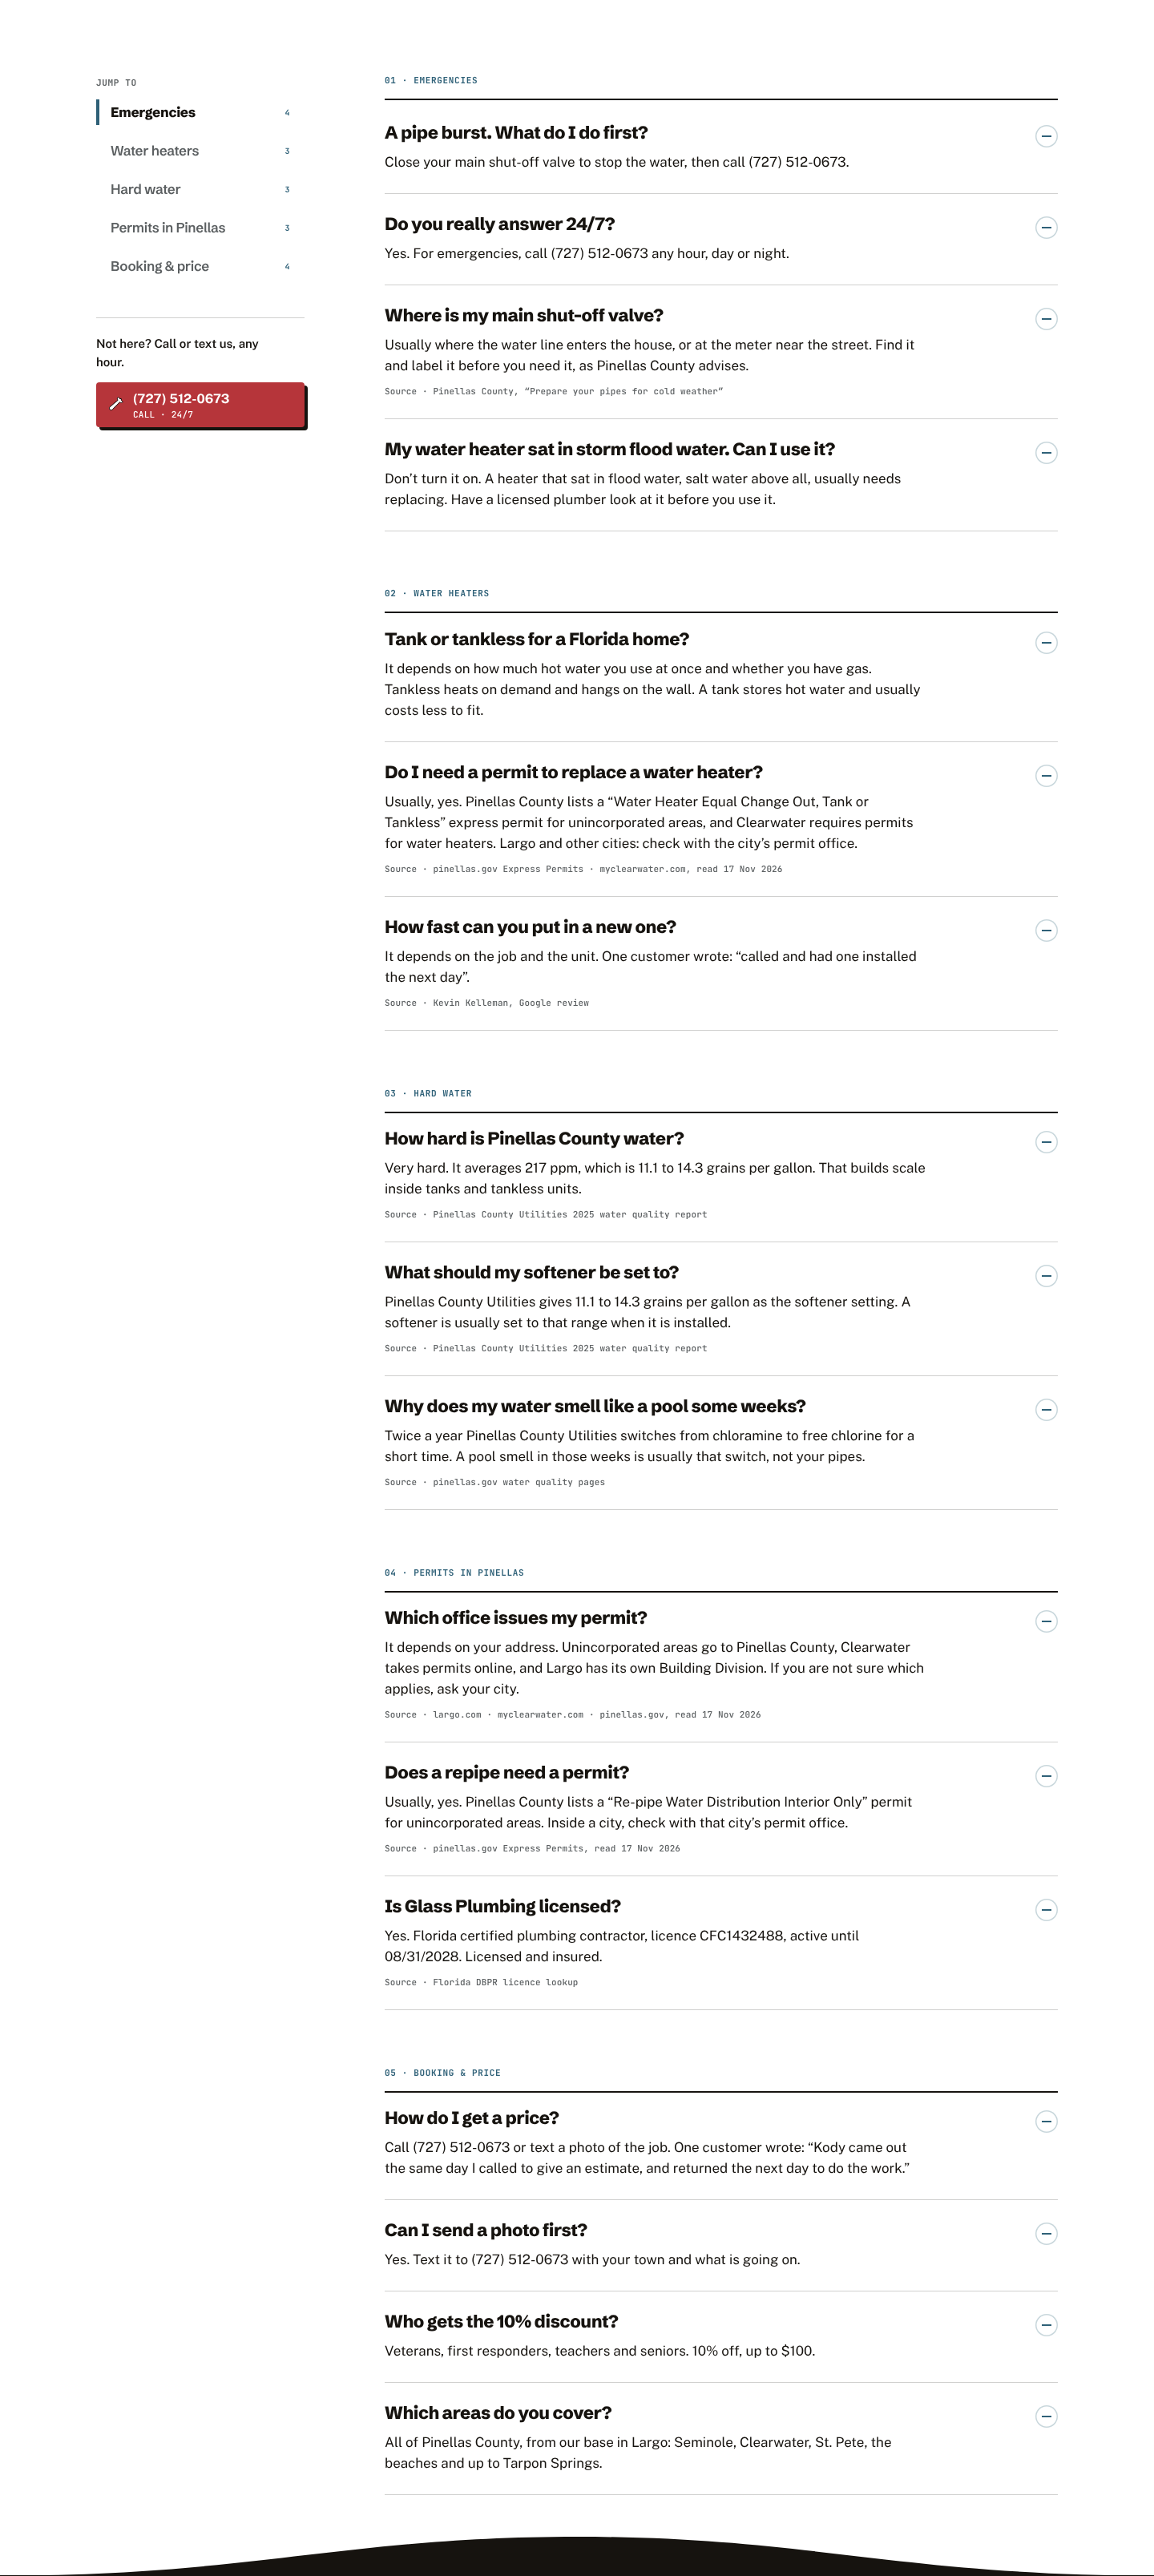 JUMP TO
Emergencies 4
Water heaters 3
Hard water 3
Permits in Pinellas 3
Booking & price 4
Not here? Call or text us, any
hour.
(727) 512-0673
CALL · 24/7
01 · EMERGENCIES
A pipe burst. What do I do first?
Close your main shut-off valve to stop the water, then call (727) 512-0673.
Do you really answer 24/7?
Yes. For emergencies, call (727) 512-0673 any hour, day or night.
Where is my main shut-off valve?
Usually where the water line enters the house, or at the meter near the street. Find it
and label it before you need it, as Pinellas County advises.
Source · Pinellas County, “Prepare your pipes for cold weather”
My water heater sat in storm flood water. Can I use it?
Don’t turn it on. A heater that sat in flood water, salt water above all, usually needs
replacing. Have a licensed plumber look at it before you use it.
02 · WATER HEATERS
Tank or tankless for a Florida home?
It depends on how much hot water you use at once and whether you have gas.
Tankless heats on demand and hangs on the wall. A tank stores hot water and usually
costs less to fit.
Do I need a permit to replace a water heater?
Usually, yes. Pinellas County lists a “Water Heater Equal Change Out, Tank or
Tankless” express permit for unincorporated areas, and Clearwater requires permits
for water heaters. Largo and other cities: check with the city’s permit office.
Source · pinellas.gov Express Permits · myclearwater.com, read 17 Nov 2026
How fast can you put in a new one?
It depends on the job and the unit. One customer wrote: “called and had one installed
the next day”.
Source · Kevin Kelleman, Google review
03 · HARD WATER
How hard is Pinellas County water?
Very hard. It averages 217 ppm, which is 11.1 to 14.3 grains per gallon. That builds scale
inside tanks and tankless units.
Source · Pinellas County Utilities 2025 water quality report
What should my softener be set to?
Pinellas County Utilities gives 11.1 to 14.3 grains per gallon as the softener setting. A
softener is usually set to that range when it is installed.
Source · Pinellas County Utilities 2025 water quality report
Why does my water smell like a pool some weeks?
Twice a year Pinellas County Utilities switches from chloramine to free chlorine for a
short time. A pool smell in those weeks is usually that switch, not your pipes.
Source · pinellas.gov water quality pages
04 · PERMITS IN PINELLAS
Which office issues my permit?
It depends on your address. Unincorporated areas go to Pinellas County, Clearwater
takes permits online, and Largo has its own Building Division. If you are not sure which
applies, ask your city.
Source · largo.com · myclearwater.com · pinellas.gov, read 17 Nov 2026
Does a repipe need a permit?
Usually, yes. Pinellas County lists a “Re-pipe Water Distribution Interior Only” permit
for unincorporated areas. Inside a city, check with that city’s permit office.
Source · pinellas.gov Express Permits, read 17 Nov 2026
Is Glass Plumbing licensed?
Yes. Florida certified plumbing contractor, licence CFC1432488, active until
08/31/2028. Licensed and insured.
Source · Florida DBPR licence lookup
05 · BOOKING & PRICE
How do I get a price?
Call (727) 512-0673 or text a photo of the job. One customer wrote: “Kody came out
the same day I called to give an estimate, and returned the next day to do the work.”
Can I send a photo first?
Yes. Text it to (727) 512-0673 with your town and what is going on.
Who gets the 10% discount?
Veterans, first responders, teachers and seniors. 10% off, up to $100.
Which areas do you cover?
All of Pinellas County, from our base in Largo: Seminole, Clearwater, St. Pete, the
beaches and up to Tarpon Springs.